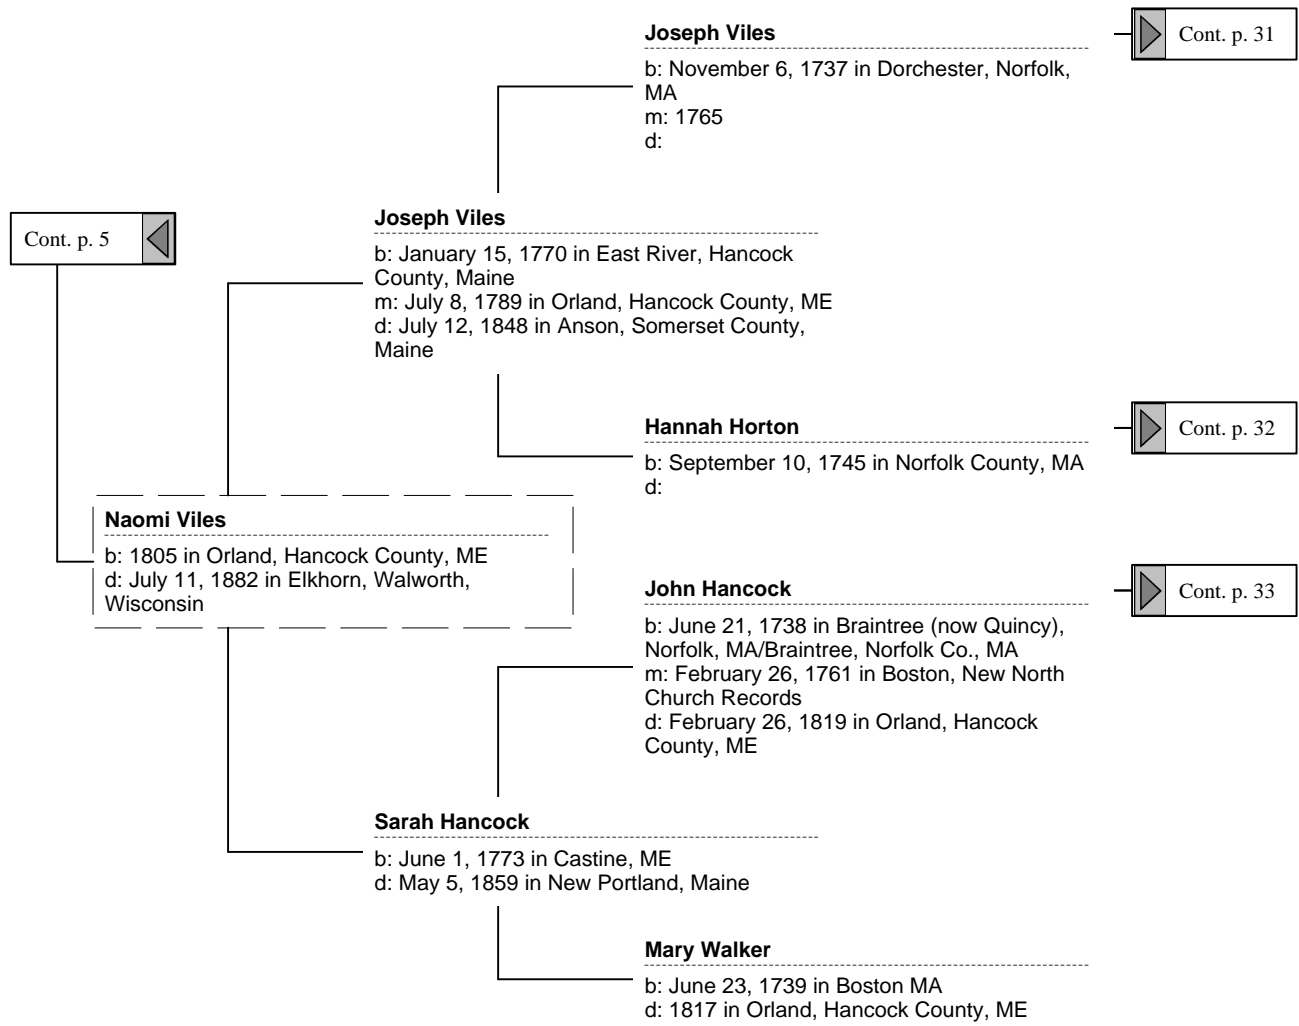 Joseph Viles
Cont. p. 31
b: November 6, 1737 in Dorchester, Norfolk,
MA
m: 1765
d:
Cont. p. 5
Joseph Viles
b: January 15, 1770 in East River, Hancock
County, Maine
m: July 8, 1789 in Orland, Hancock County, ME
d: July 12, 1848 in Anson, Somerset County,
Maine
Hannah Horton
Cont. p. 32
b: September 10, 1745 in Norfolk County, MA
d:
Naomi Viles
b: 1805 in Orland, Hancock County, ME
d: July 11, 1882 in Elkhorn, Walworth,
Wisconsin
John Hancock
Cont. p. 33
b: June 21, 1738 in Braintree (now Quincy),
Norfolk, MA/Braintree, Norfolk Co., MA
m: February 26, 1761 in Boston, New North
Church Records
d: February 26, 1819 in Orland, Hancock
County, ME
Sarah Hancock
b: June 1, 1773 in Castine, ME
d: May 5, 1859 in New Portland, Maine
Mary Walker
b: June 23, 1739 in Boston MA
d: 1817 in Orland, Hancock County, ME